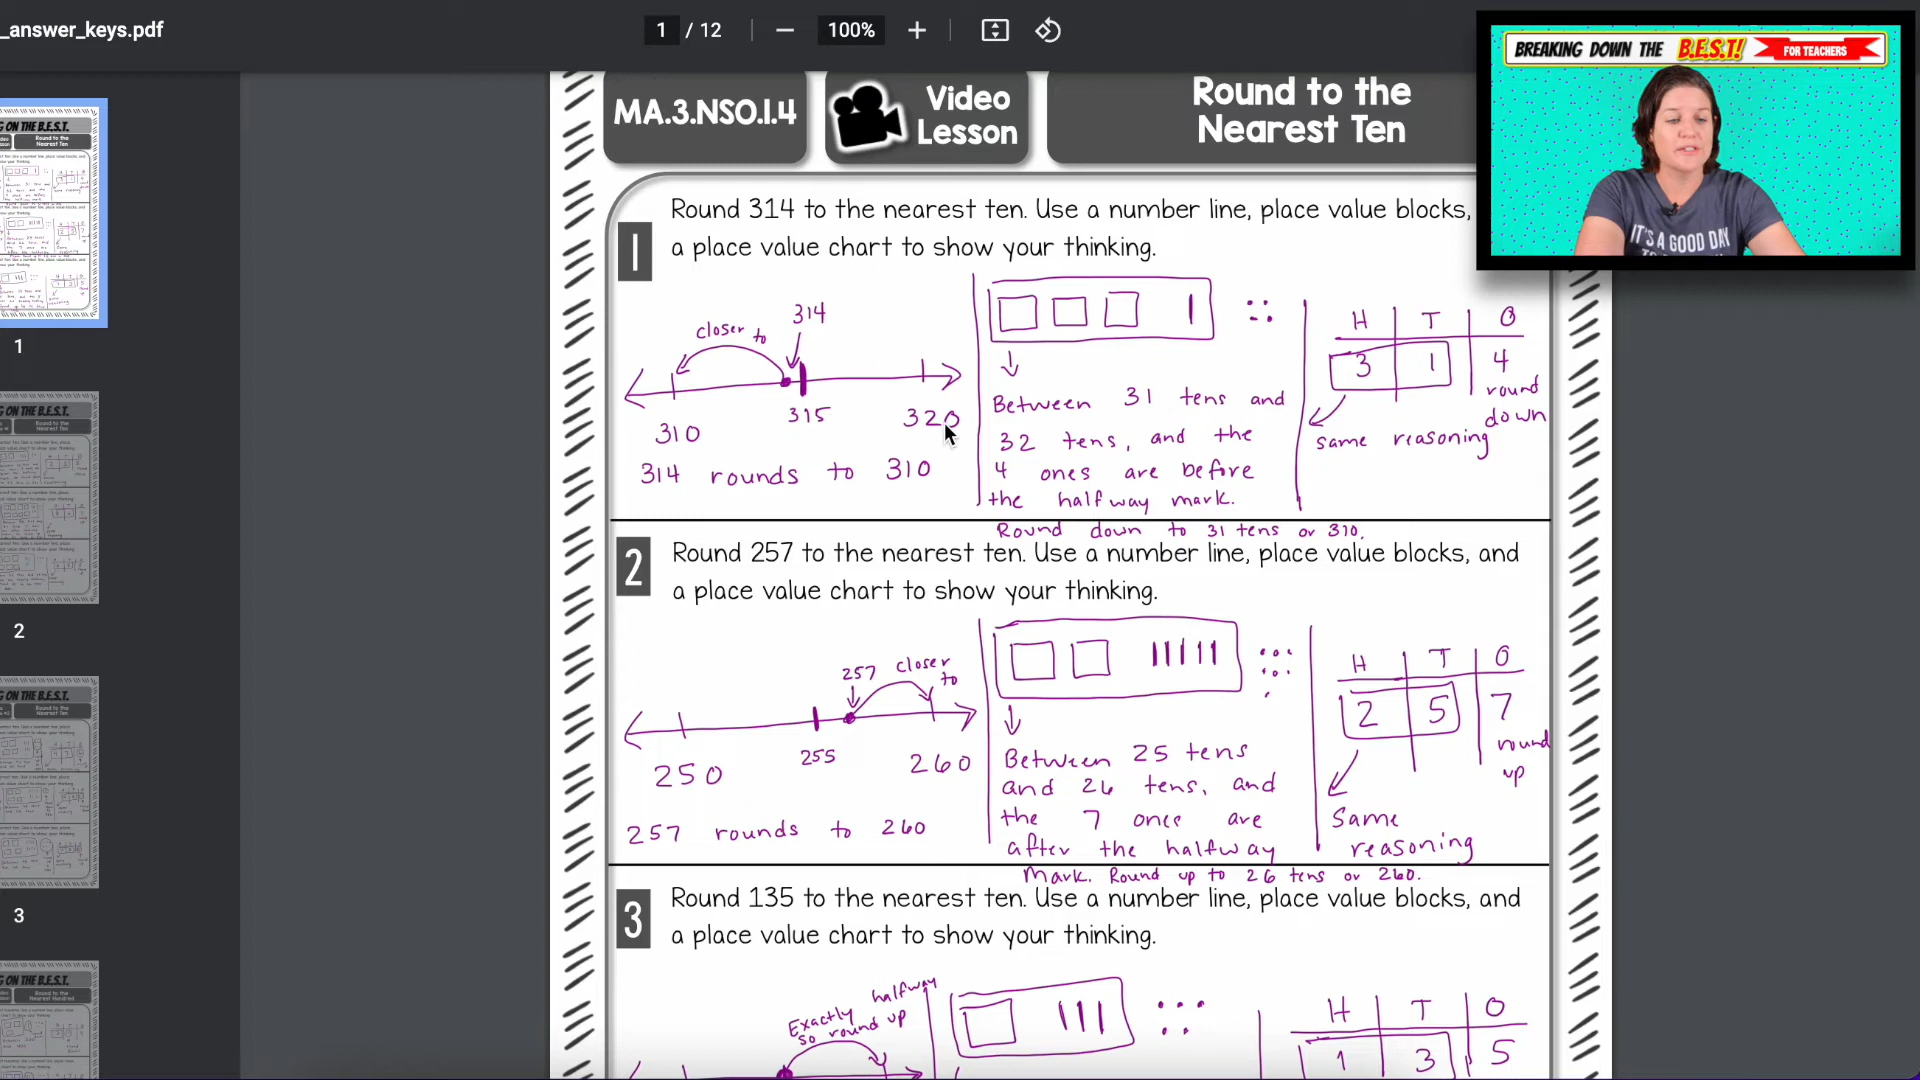 _answer_keys.pdf
1 / 12
100%
BREAKING DOWN THE B.E.S.T! FOR TEACHERS
IT'S A GOOD DAY
MA.3.NSO.1.4
Video
Lesson
Round to the
Nearest Ten
1
Round 314 to the nearest ten. Use a number line, place value blocks,
a place value chart to show your thinking.
closer to
314
310
315
320
314 rounds to 310
Between 31 tens and
32 tens, and the
4 ones are before
the halfway mark.
Round down to 31 tens or 310.
H T O
3 1 4
round
down
same reasoning
2
Round 257 to the nearest ten. Use a number line, place value blocks, and
a place value chart to show your thinking.
257
closer
to
250
255
260
257 rounds to 260
Between 25 tens
and 26 tens, and
the 7 ones are
after the halfway
Mark. Round up to 26 tens or 260.
H T O
2 5 7
round
up
Same
reasoning
3
Round 135 to the nearest ten. Use a number line, place value blocks, and
a place value chart to show your thinking.
Exactly halfway
so round up
H T O
1 3 5
1
2
3
ON THE B.E.S.T.
Round to the
Nearest Ten